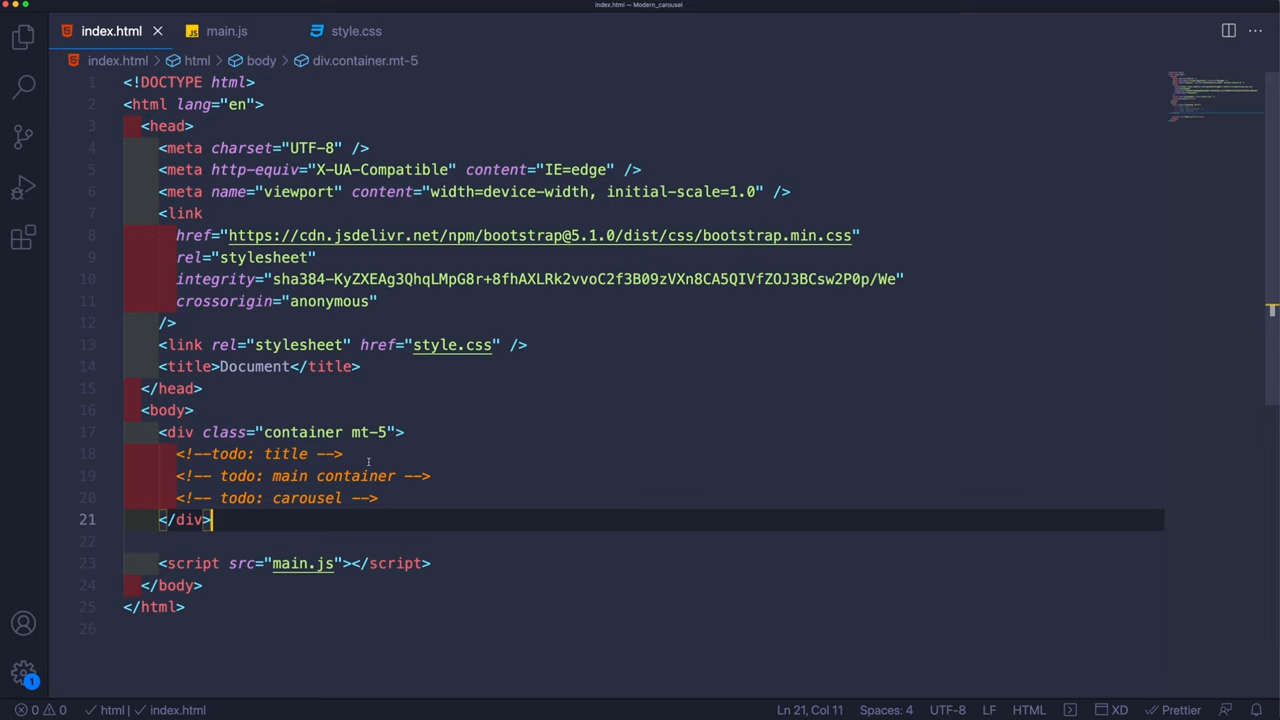 index.html — Modern_carousel
index.html
main.js
style.css
index.html > html > body > div.container.mt-5
1 <!DOCTYPE html>
2 <html lang="en">
3 <head>
4 <meta charset="UTF-8" />
5 <meta http-equiv="X-UA-Compatible" content="IE=edge" />
6 <meta name="viewport" content="width=device-width, initial-scale=1.0" />
7 <link
8 href="https://cdn.jsdelivr.net/npm/bootstrap@5.1.0/dist/css/bootstrap.min.css"
9 rel="stylesheet"
10 integrity="sha384-KyZXEAg3QhqLMpG8r+8fhAXLRk2vvoC2f3B09zVXn8CA5QIVfZOJ3BCsw2P0p/We"
11 crossorigin="anonymous"
12 />
13 <link rel="stylesheet" href="style.css" />
14 <title>Document</title>
15 </head>
16 <body>
17 <div class="container mt-5">
18 <!--todo: title -->
19 <!-- todo: main container -->
20 <!-- todo: carousel -->
21 </div>
22
23 <script src="main.js"></script>
24 </body>
25 </html>
26
1
0 0 html index.html Ln 21, Col 11 Spaces: 4 UTF-8 LF HTML XD Prettier